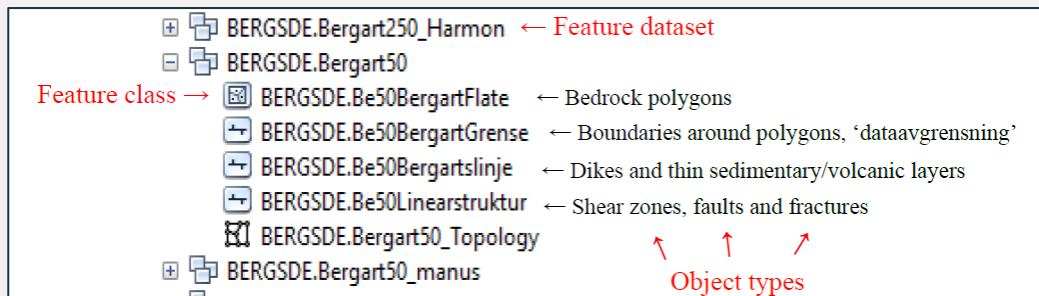 BERGSDE.Bergart250_Harmon ← Feature dataset
BERGSDE.Bergart50
Feature class → BERGSDE.Be50BergartFlate ← Bedrock polygons
BERGSDE.Be50BergartGrense ← Boundaries around polygons, ‘dataavgrensning’
BERGSDE.Be50Bergartslinje ← Dikes and thin sedimentary/volcanic layers
BERGSDE.Be50Linearstruktur ← Shear zones, faults and fractures
BERGSDE.Bergart50_Topology
BERGSDE.Bergart50_manus
Object types